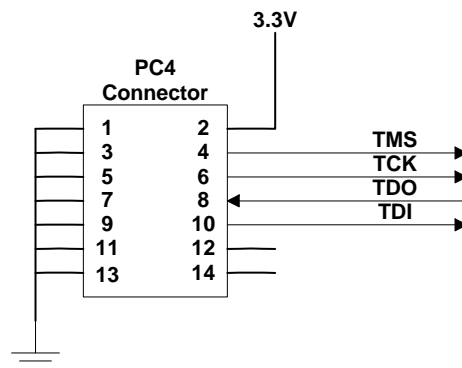 3.3V
PC4
Connector
1 2
3 4 TMS
5 6 TCK
7 8 TDO
9 10 TDI
11 12
13 14